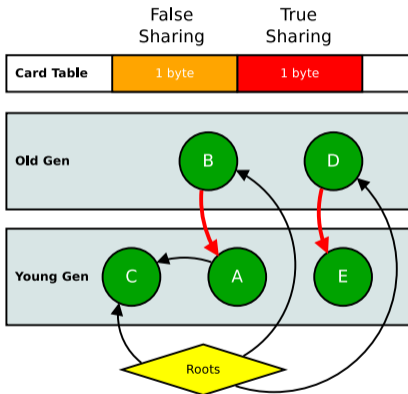 False
Sharing
True
Sharing
Card Table
1 byte
1 byte
Old Gen
B
D
Young Gen
C
A
E
Roots